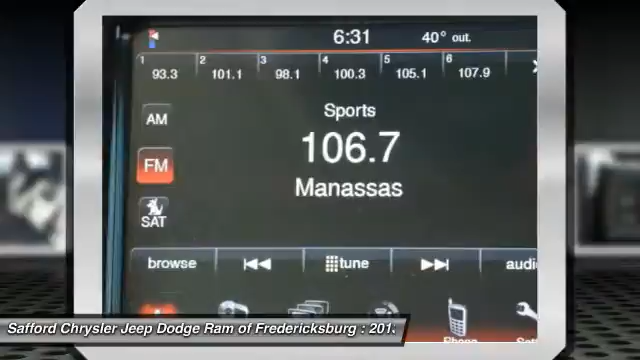 6:31 40° out.
1 2 3 4 5 6
93.3 101.1 98.1 100.3 105.1 107.9
AM Sports
106.7
FM
Manassas
SAT
browse tune
Phone
Safford Chrysler Jeep Dodge Ram of Fredericksburg : 201